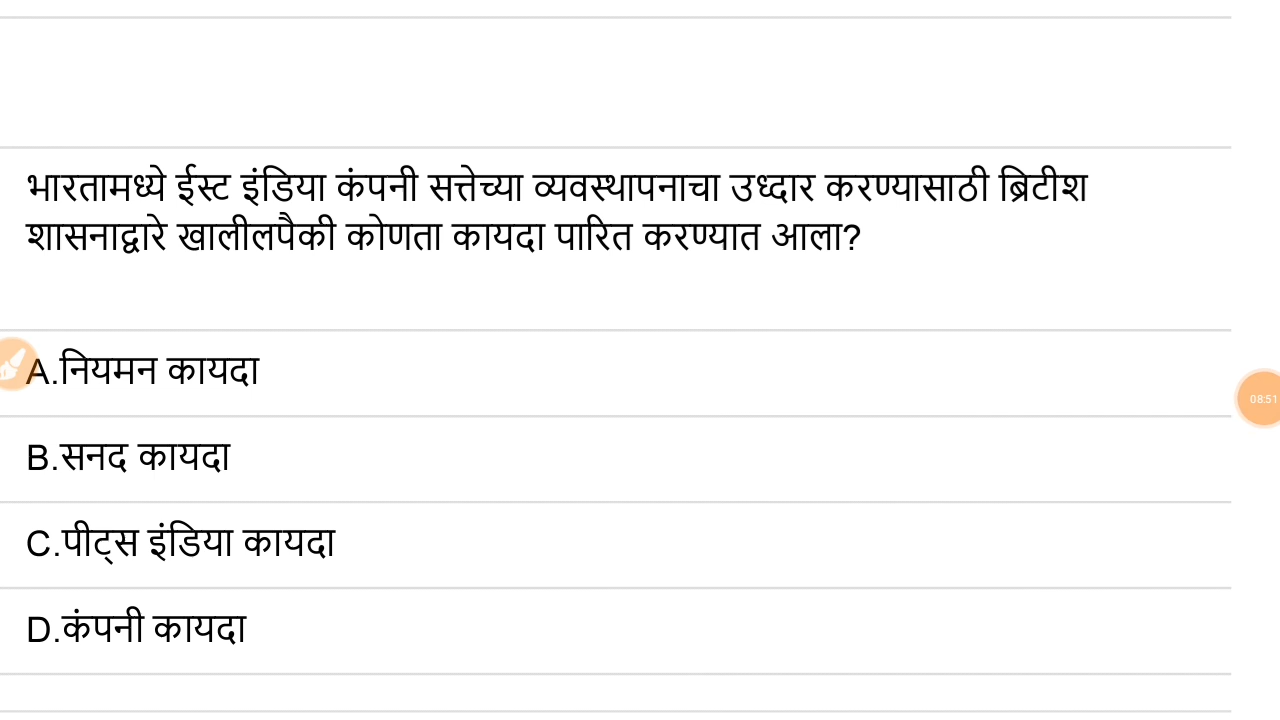 भारतामध्ये ईस्ट इंडिया कंपनी सत्तेच्या व्यवस्थापनाचा उध्दार करण्यासाठी ब्रिटीश
शासनाद्वारे खालीलपैकी कोणता कायदा पारित करण्यात आला?
A.नियमन कायदा
08:51
B.सनद कायदा
C.पीट्स इंडिया कायदा
D.कंपनी कायदा